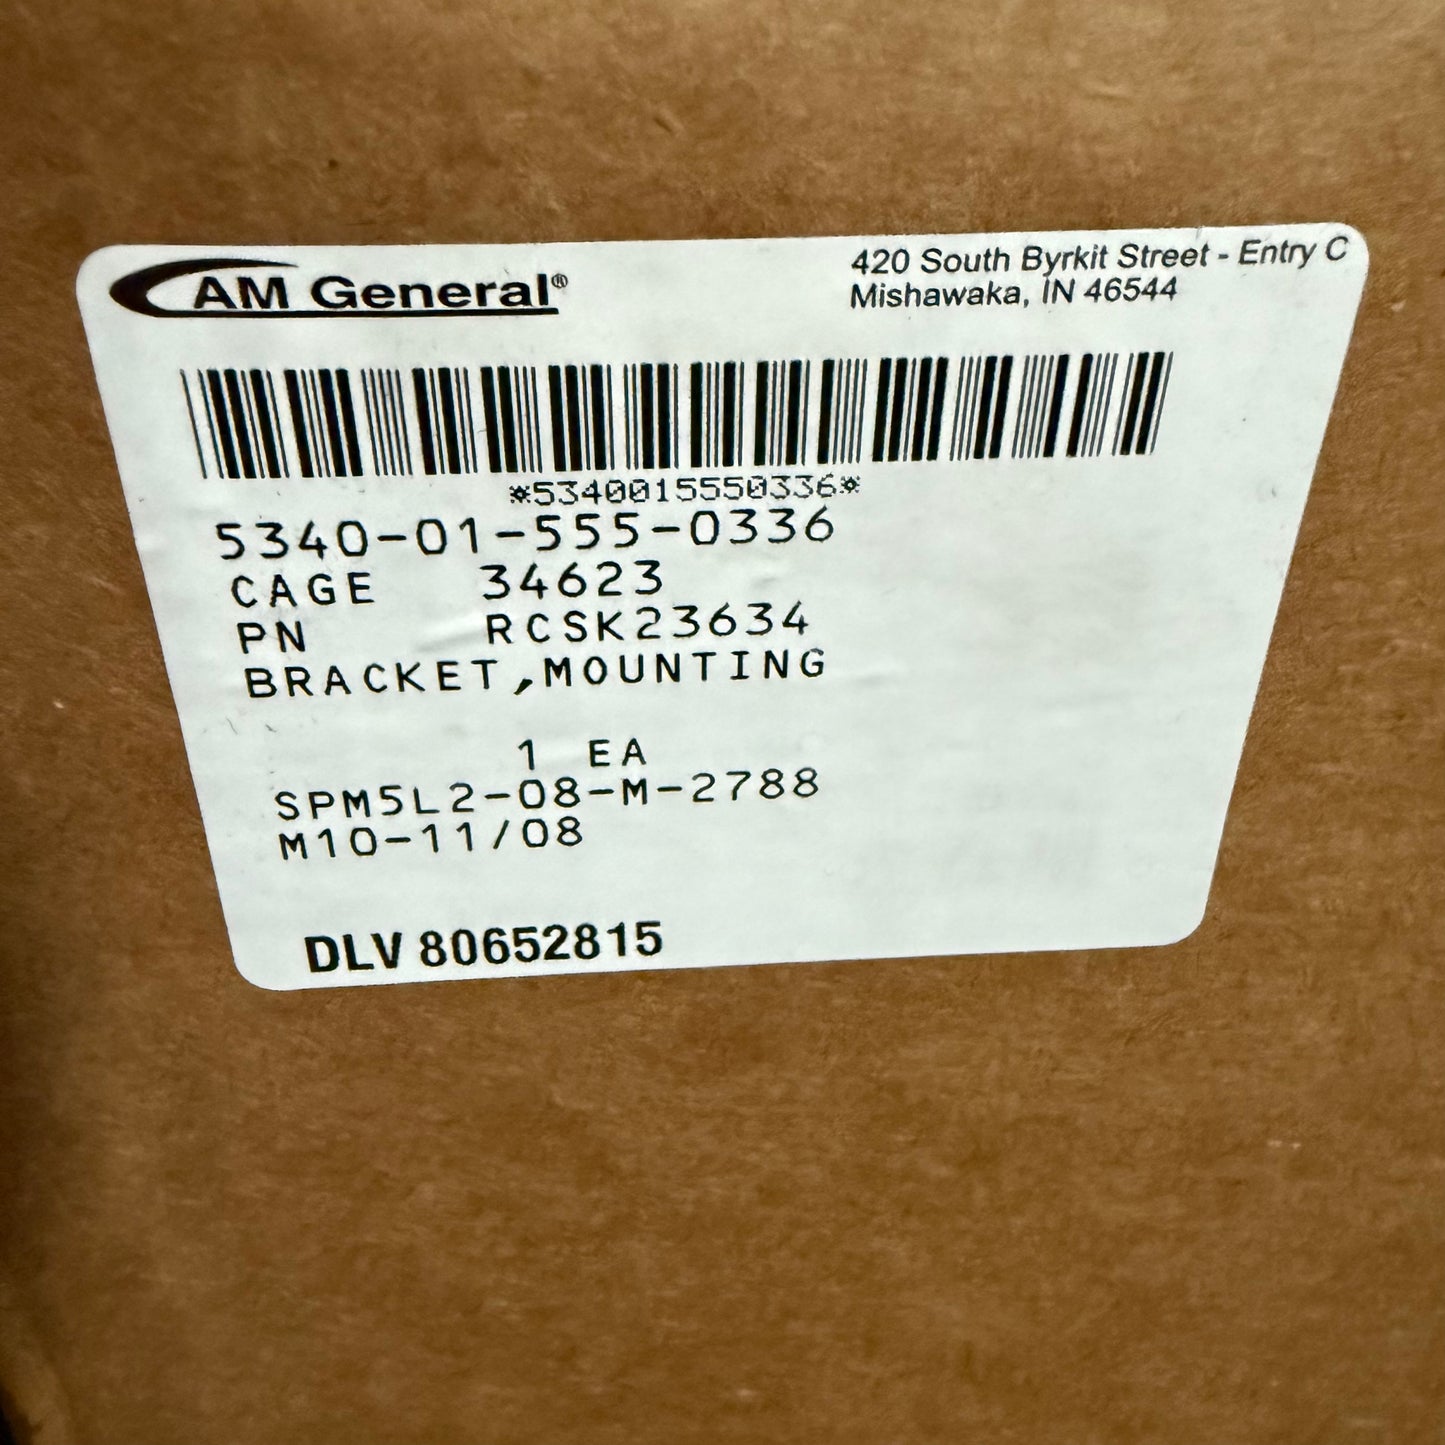 AM General®
420 South Byrkit Street - Entry C
Mishawaka, IN 46544
*5340015550336*
5340-01-555-0336
CAGE 34623
PN RCSK23634
BRACKET,MOUNTING
1 EA
SPM5L2-08-M-2788
M10-11/08
DLV 80652815